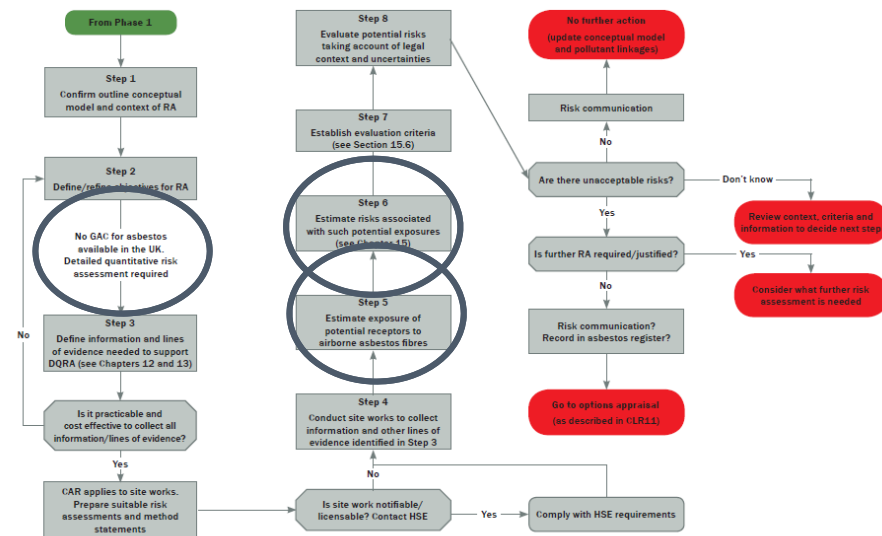 From Phase 1
Step 1
Confirm outline conceptual
model and context of RA
Step 2
Define/refine objectives for RA
No GAC for asbestos
available in the UK.
Detailed quantitative risk
assessment required
No
Step 3
Define information and lines
of evidence needed to support
DQRA (see Chapters 12 and 13)
Is it practicable and
cost effective to collect all
information/lines of evidence?
Yes
CAR applies to site works.
Prepare suitable risk
assessments and method
statements
Step 8
Evaluate potential risks
taking account of legal
context and uncertainties
Step 7
Establish evaluation criteria
(see Section 15.6)
Step 6
Estimate risks associated
with such potential exposures
(see Chapter 15)
Step 5
Estimate exposure of
potential receptors to
airborne asbestos fibres
Step 4
Conduct site works to collect
information and other lines
of evidence identified in Step 3
No
Is site work notifiable/
licensable? Contact HSE
Yes
Comply with HSE requirements
No further action
(update conceptual model
and pollutant linkages)
Risk communication
No
Are there unacceptable risks?
Don't know
Yes
Review context, criteria and
information to decide next step
Is further RA required/justified?
Yes
No
Consider what further risk
assessment is needed
Risk communication?
Record in asbestos register?
Go to options appraisal
(as described in CLR11)